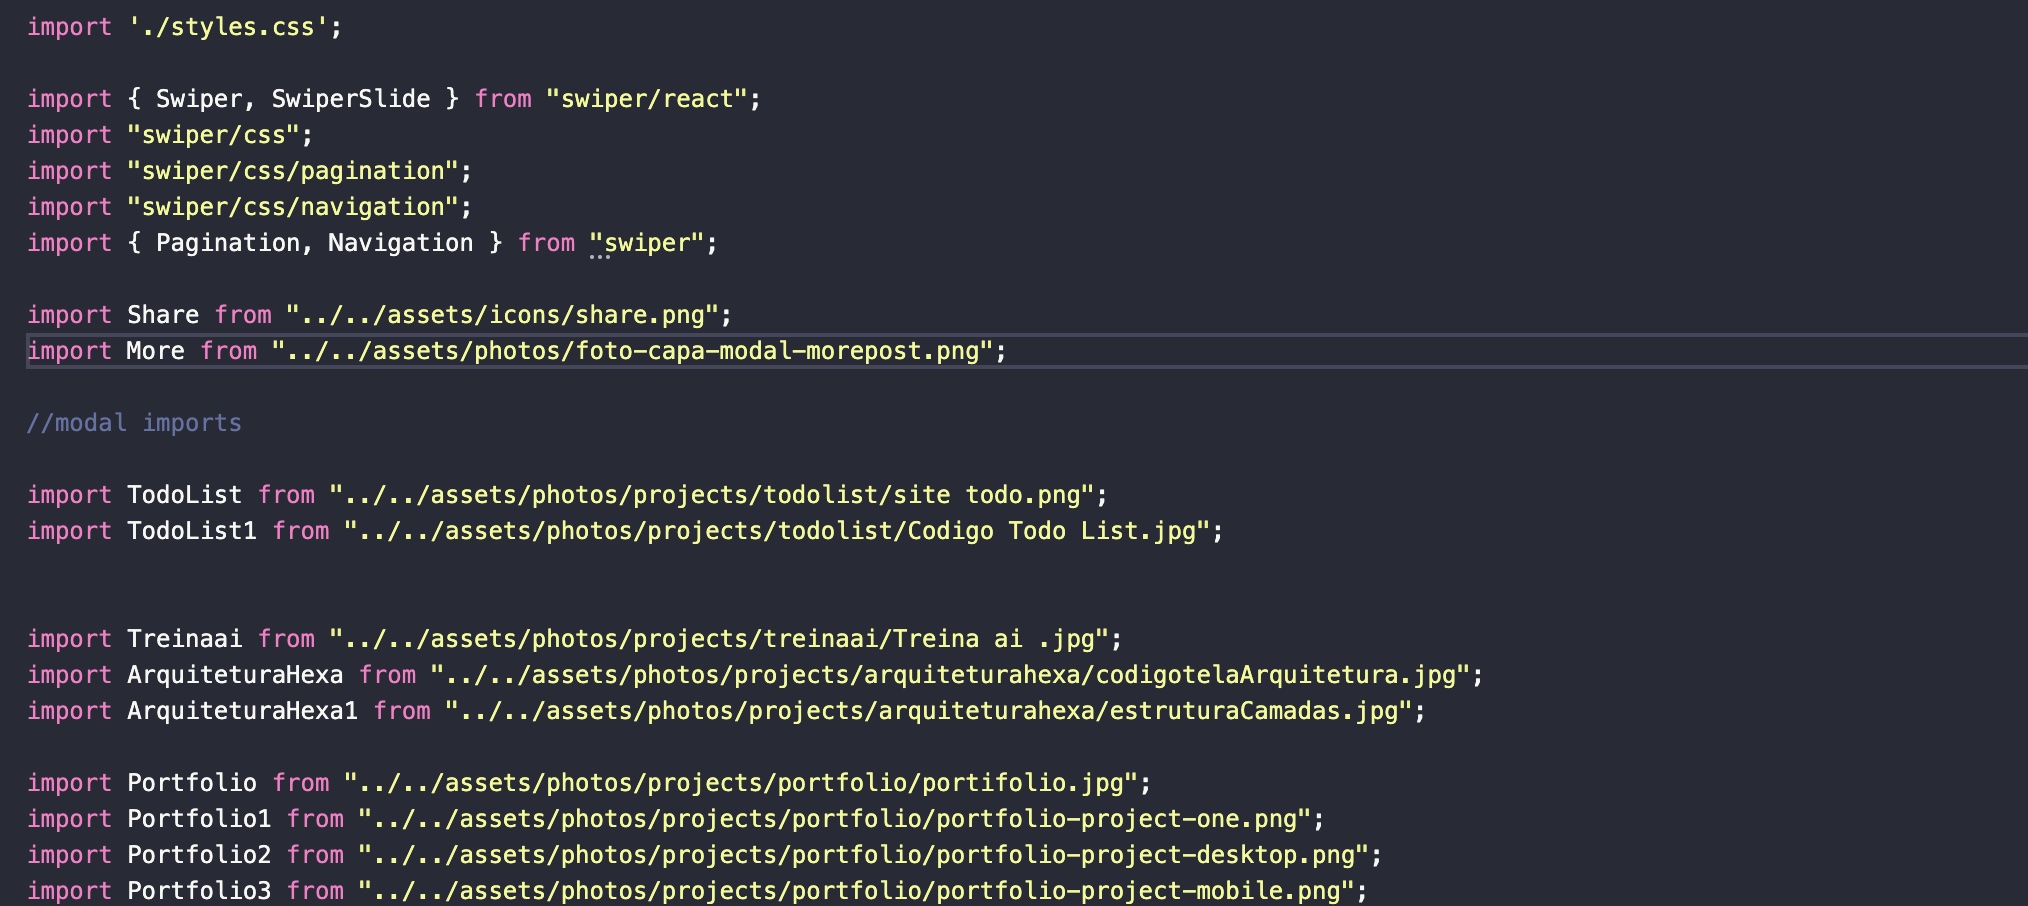 import './styles.css';
import { Swiper, SwiperSlide } from "swiper/react";
import "swiper/css";
import "swiper/css/pagination";
import "swiper/css/navigation";
import { Pagination, Navigation } from "swiper";
import Share from "../../assets/icons/share.png";
import More from "../../assets/photos/foto-capa-modal-morepost.png";
//modal imports
import TodoList from "../../assets/photos/projects/todolist/site todo.png";
import TodoList1 from "../../assets/photos/projects/todolist/Codigo Todo List.jpg";
import Treinaai from "../../assets/photos/projects/treinaai/Treina ai .jpg";
import ArquiteturaHexa from "../../assets/photos/projects/arquiteturahexa/codigotelaArquitetura.jpg";
import ArquiteturaHexa1 from "../../assets/photos/projects/arquiteturahexa/estruturaCamadas.jpg";
import Portfolio from "../../assets/photos/projects/portfolio/portifolio.jpg";
import Portfolio1 from "../../assets/photos/projects/portfolio/portfolio-project-one.png";
import Portfolio2 from "../../assets/photos/projects/portfolio/portfolio-project-desktop.png";
import Portfolio3 from "../../assets/photos/projects/portfolio/portfolio-project-mobile.png";